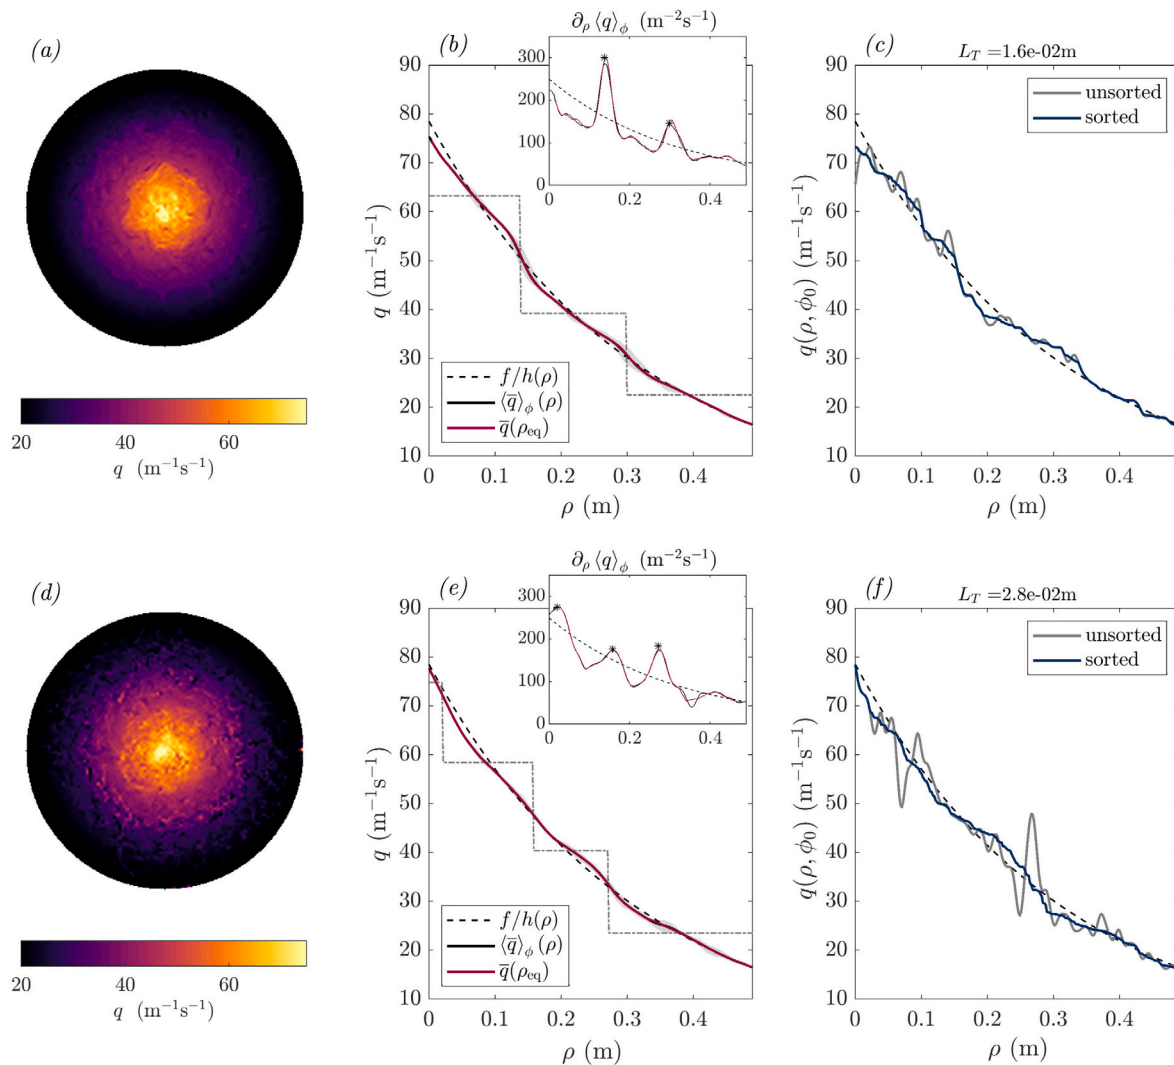 (a)
20 40 60
q (m⁻¹s⁻¹)
(b)
∂ρ ⟨q⟩ϕ (m⁻²s⁻¹)
300
200
100
0
0 0.2 0.4
90
80
70
60
50
40
30
20
10
q (m⁻¹s⁻¹)
f/h(ρ)
⟨q̅⟩ϕ (ρ)
q̅(ρeq)
0 0.1 0.2 0.3 0.4
ρ (m)
(c)
L_T =1.6e-02m
unsorted
sorted
90
80
70
60
50
40
30
20
10
q(ρ, ϕ₀) (m⁻¹s⁻¹)
0 0.1 0.2 0.3 0.4
ρ (m)
(d)
20 40 60
q (m⁻¹s⁻¹)
(e)
∂ρ ⟨q⟩ϕ (m⁻²s⁻¹)
300
200
100
0
0 0.2 0.4
90
80
70
60
50
40
30
20
10
q (m⁻¹s⁻¹)
f/h(ρ)
⟨q̅⟩ϕ (ρ)
q̅(ρeq)
0 0.1 0.2 0.3 0.4
ρ (m)
(f)
L_T =2.8e-02m
unsorted
sorted
90
80
70
60
50
40
30
20
10
q(ρ, ϕ₀) (m⁻¹s⁻¹)
0 0.1 0.2 0.3 0.4
ρ (m)